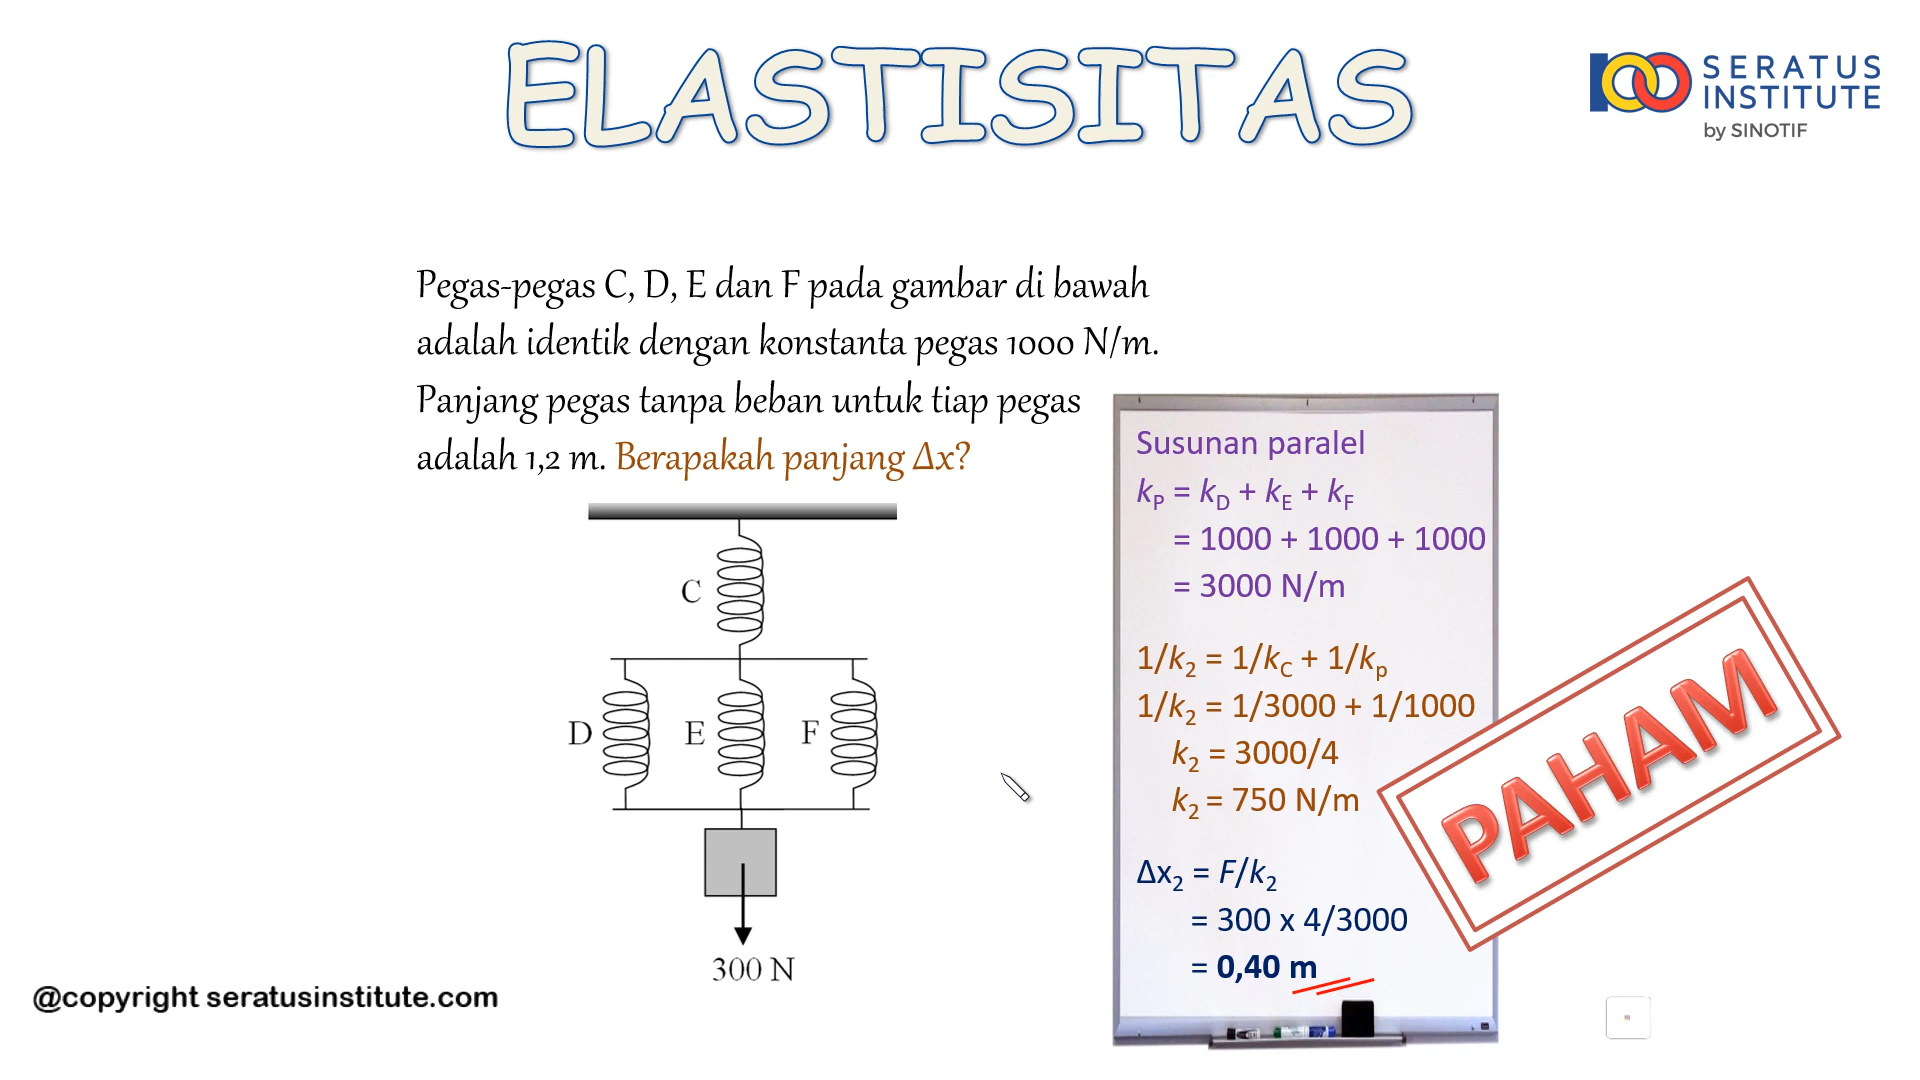 ELASTISITAS
SERATUS
INSTITUTE
by SINOTIF
Pegas-pegas C, D, E dan F pada gambar di bawah
adalah identik dengan konstanta pegas 1000 N/m.
Panjang pegas tanpa beban untuk tiap pegas
adalah 1,2 m. Berapakah panjang Δx?
C
D
E
F
300 N
Susunan paralel
kP = kD + kE + kF
= 1000 + 1000 + 1000
= 3000 N/m
1/k2 = 1/kC + 1/kp
1/k2 = 1/3000 + 1/1000
k2 = 3000/4
k2 = 750 N/m
Δx2 = F/k2
= 300 x 4/3000
= 0,40 m
PAHAM
@copyright seratusinstitute.com